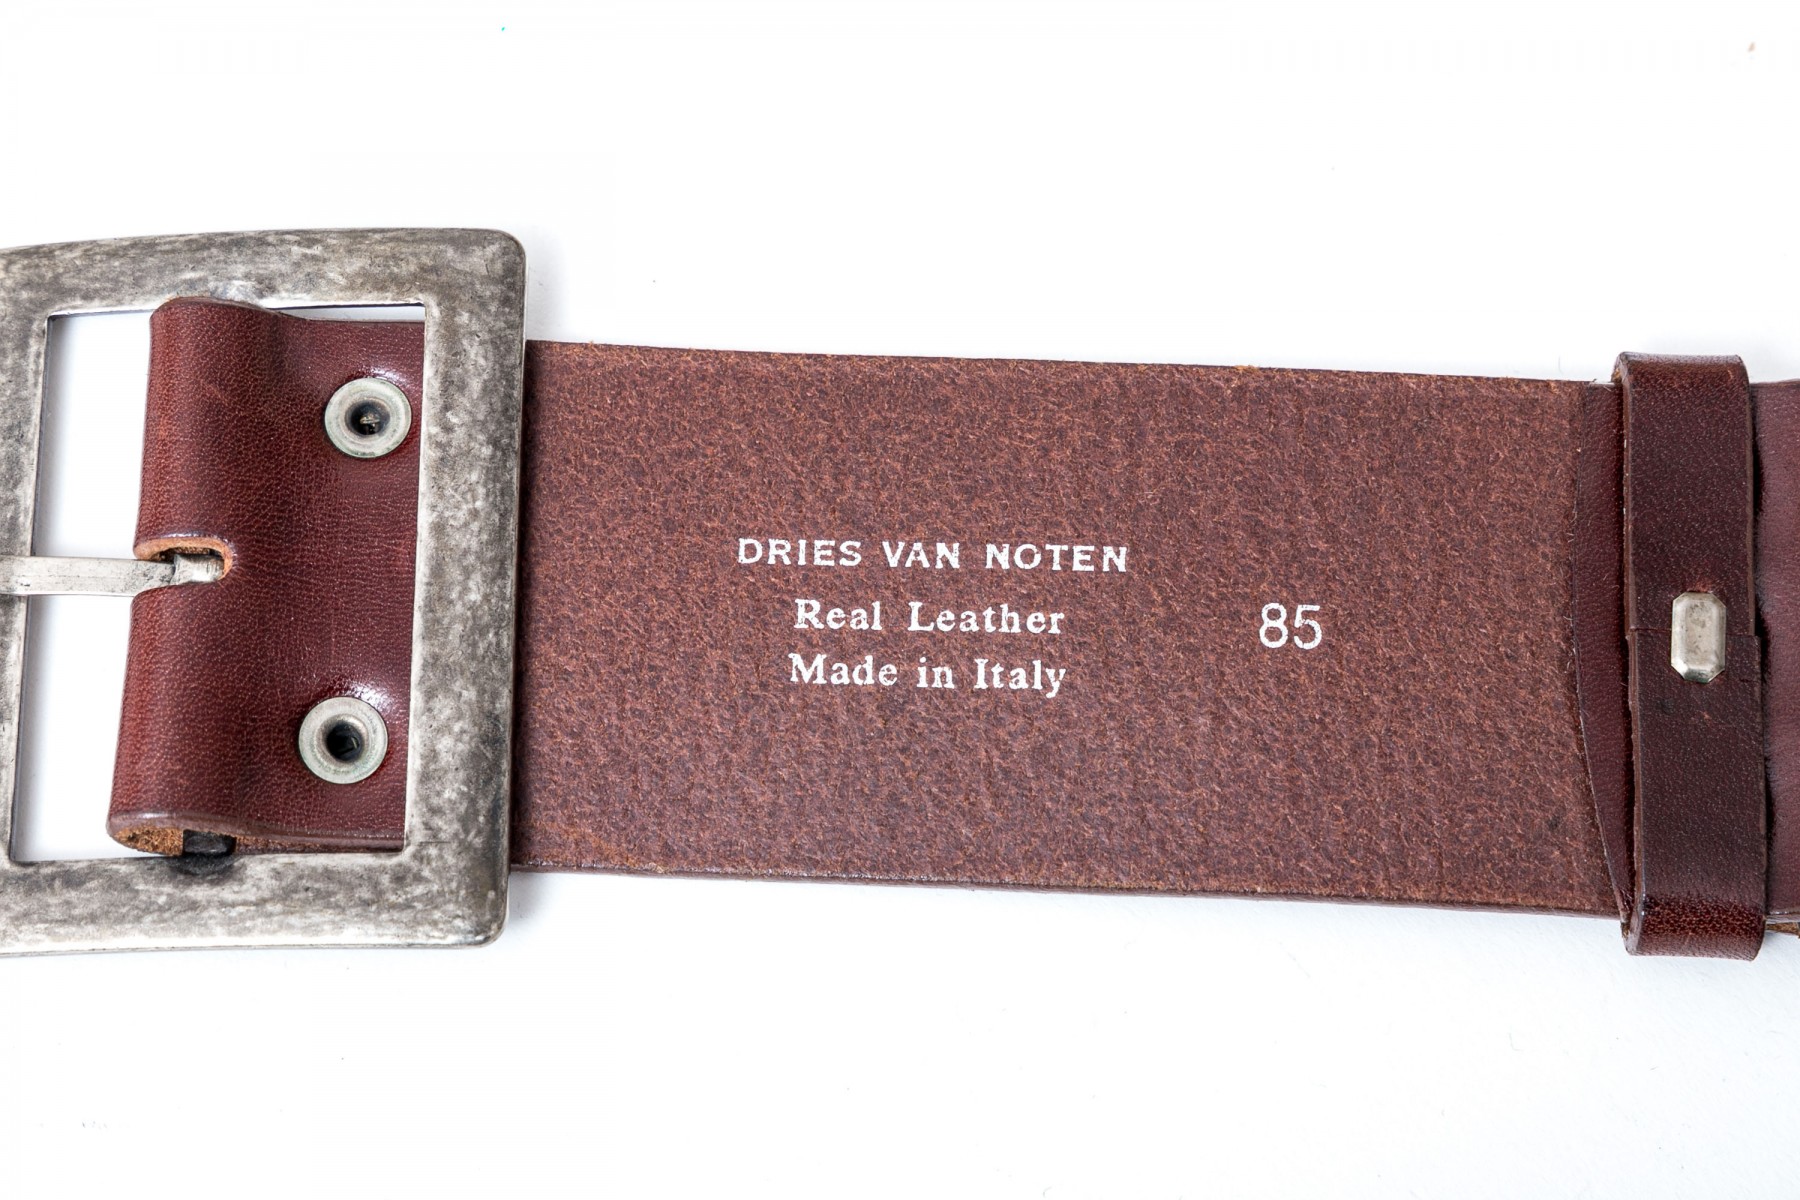 DRIES VAN NOTEN
Real Leather
Made in Italy
85